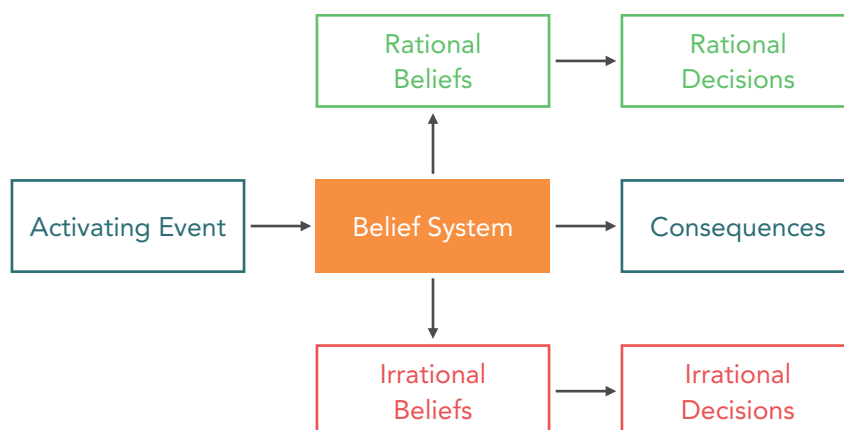 Rational
Beliefs
Rational
Decisions
Activating Event
Belief System
Consequences
Irrational
Beliefs
Irrational
Decisions